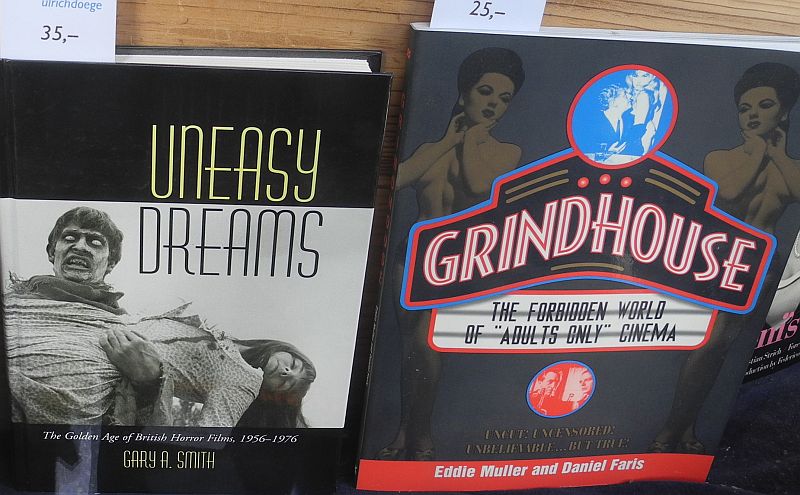 ulrichdoege
35,–
UNEASY
DREAMS
The Golden Age of British Horror Films, 1956–1976
GARY A. SMITH
25,–
GRINDHOUSE
THE FORBIDDEN WORLD
OF "ADULTS ONLY" CINEMA
UNCUT! UNCENSORED!
UNBELIEVABLE...BUT TRUE!
Eddie Muller and Daniel Faris